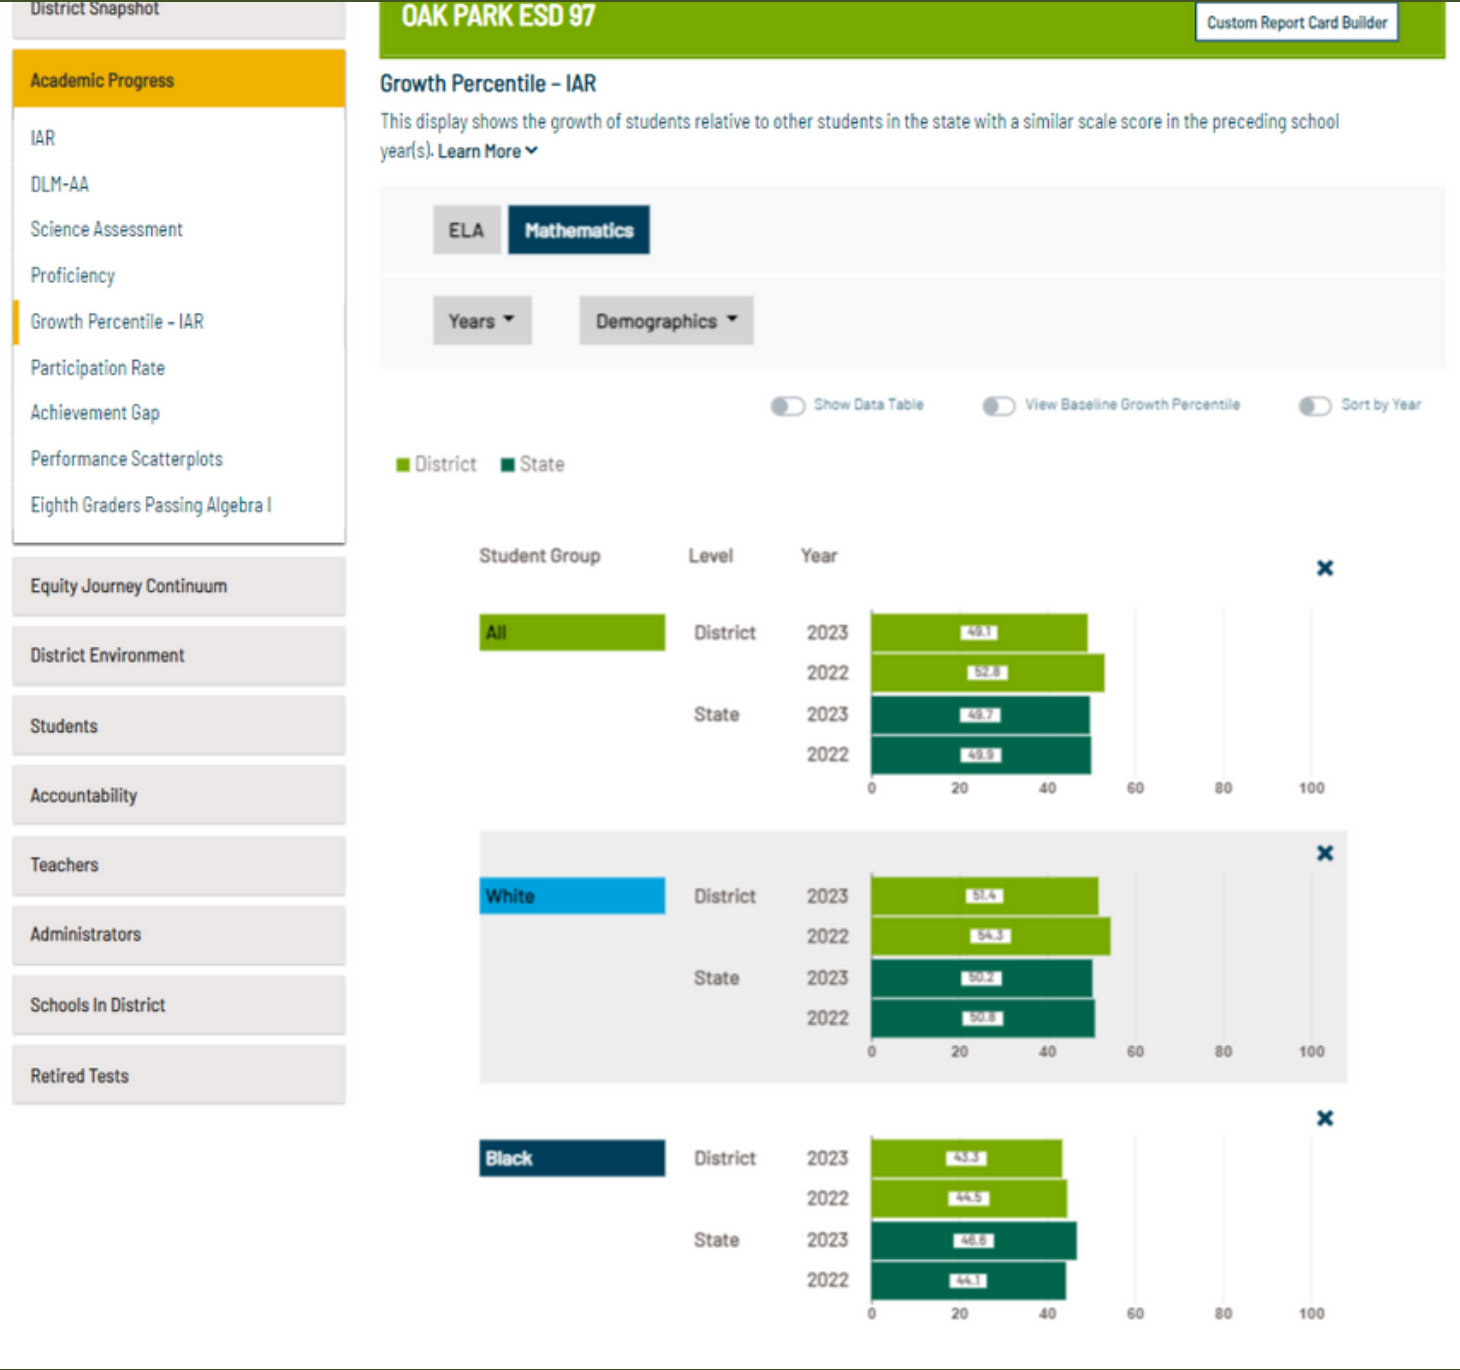 District Snapshot
Academic Progress
IAR
DLM-AA
Science Assessment
Proficiency
Growth Percentile - IAR
Participation Rate
Achievement Gap
Performance Scatterplots
Eighth Graders Passing Algebra I
Equity Journey Continuum
District Environment
Students
Accountability
Teachers
Administrators
Schools In District
Retired Tests
OAK PARK ESD 97
Custom Report Card Builder
Growth Percentile – IAR
This display shows the growth of students relative to other students in the state with a similar scale score in the preceding school
year(s). Learn More
ELA Mathematics
Years Demographics
Show Data Table View Baseline Growth Percentile Sort by Year
District State
Student Group Level Year
All District 2023 49.1
2022 52.8
State 2023 49.7
2022 49.9
0 20 40 60 80 100
White District 2023 51.4
2022 54.3
State 2023 50.2
2022 50.8
0 20 40 60 80 100
Black District 2023 43.3
2022 44.5
State 2023 46.6
2022 44.1
0 20 40 60 80 100